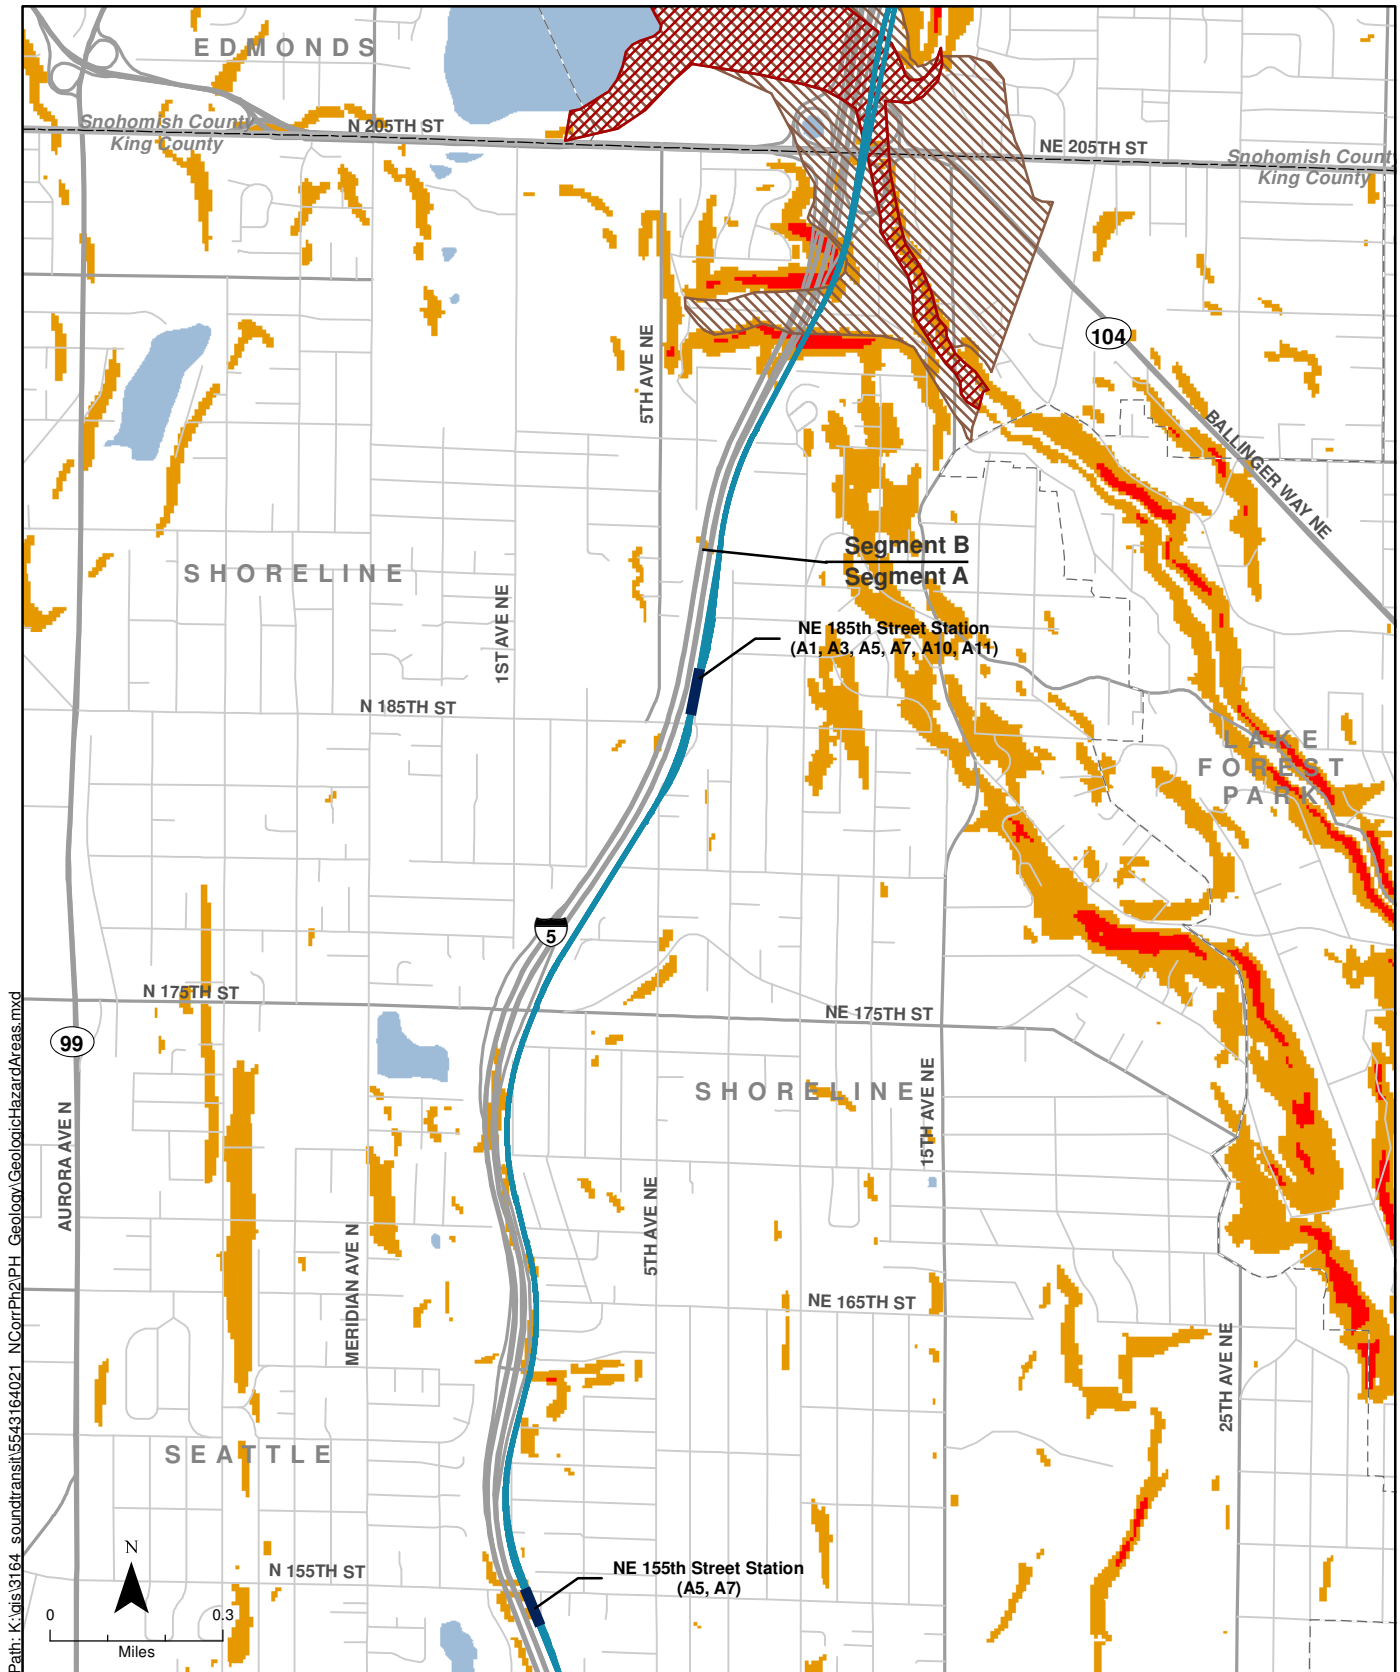 EDMONDS
Snohomish County
King County
N 205TH ST
NE 205TH ST
Snohomish Count
King County
104
5TH AVE NE
BALLINGER WAY NE
Segment B
Segment A
SHORELINE
1ST AVE NE
NE 185th Street Station
(A1, A3, A5, A7, A10, A11)
N 185TH ST
LAKE
FOREST
PARK
5
N 175TH ST
NE 175TH ST
99
SHORELINE
15TH AVE NE
AURORA AVE N
5TH AVE NE
MERIDIAN AVE N
NE 165TH ST
25TH AVE NE
SEATTLE
N
N 155TH ST
NE 155th Street Station
(A5, A7)
0 0.3
Miles
Path: K:\gis\3164_soundtransit\55431640​21_NCorrPh2\PH_Geology\GeologicHazardAreas.mxd